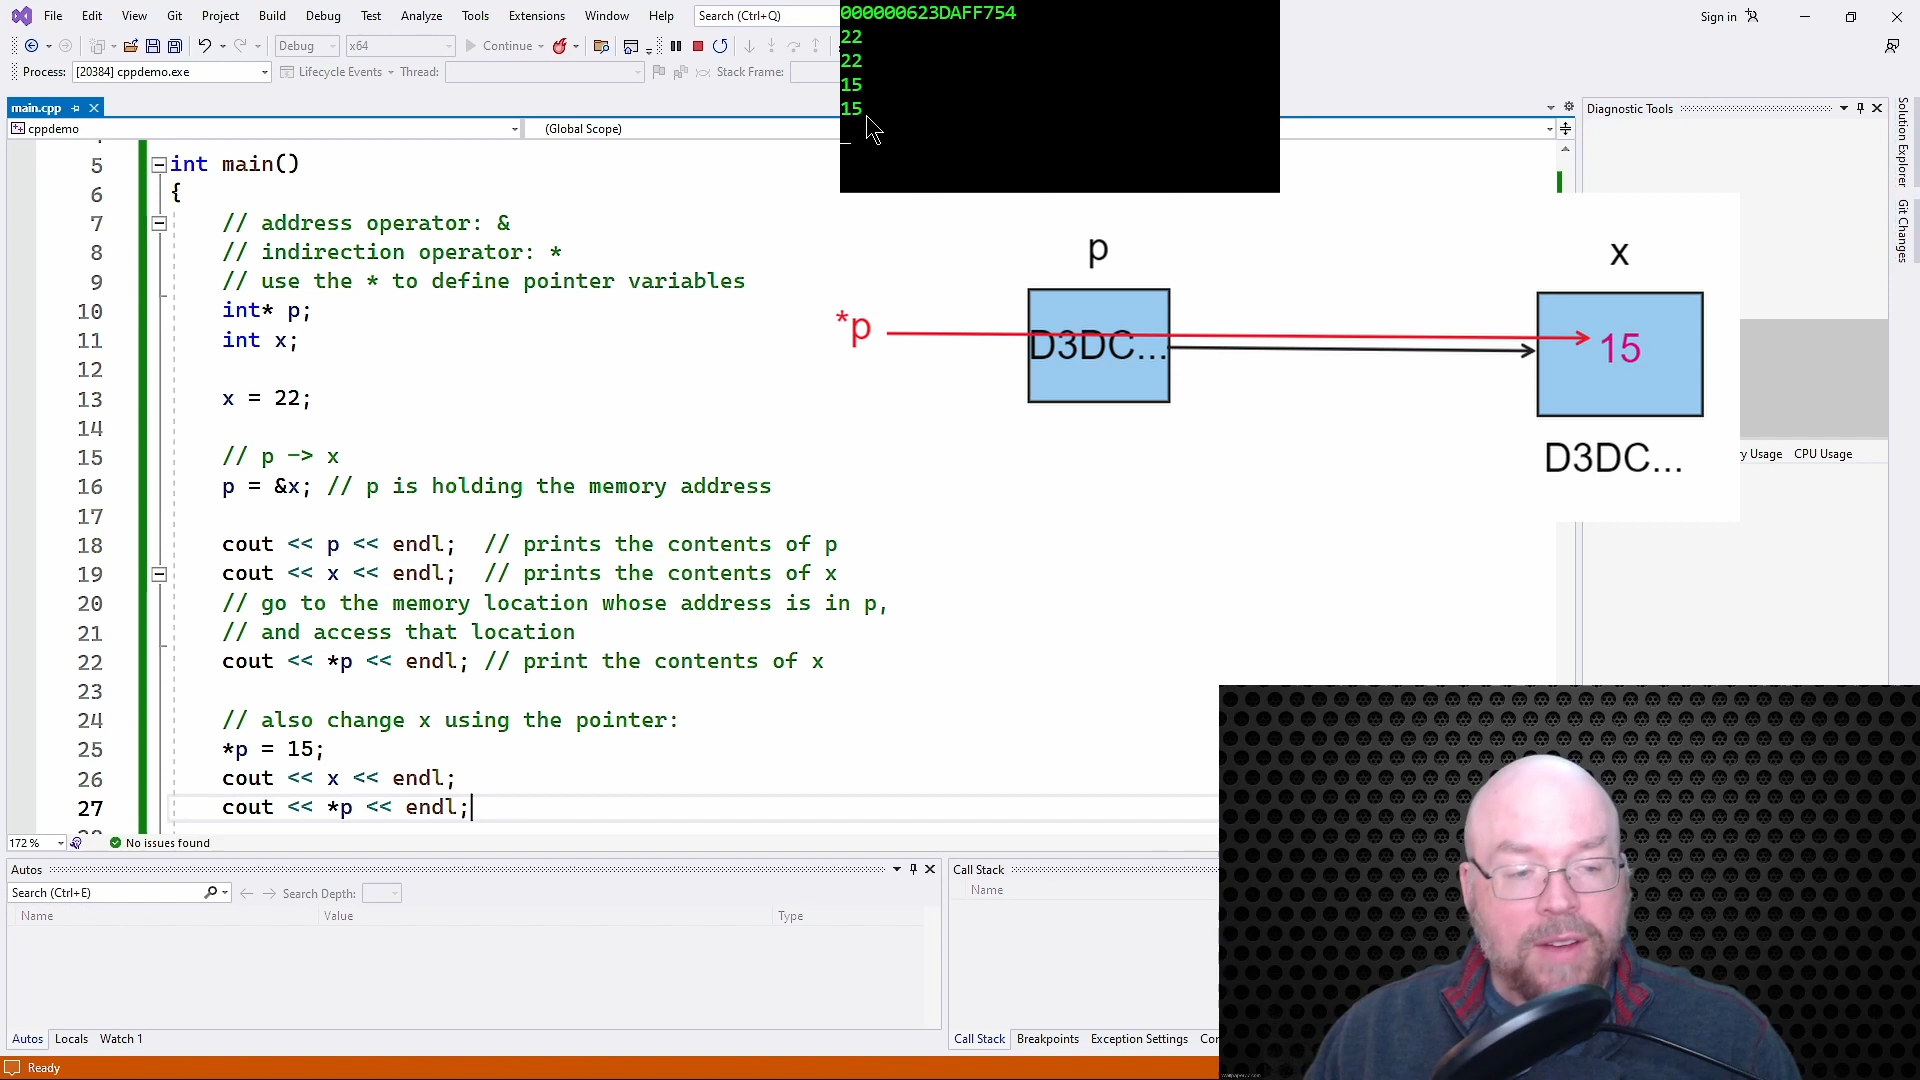 File Edit View Git Project Build Debug Test Analyze Tools Extensions Window Help Search (Ctrl+Q) Sign in
Debug x64 Continue
Process: [20384] cppdemo.exe Lifecycle Events Thread: Stack Frame:
000000623DAFF754
22
22
15
15
main.cpp
cppdemo (Global Scope)
5 int main()
6 {
7 // address operator: &
8 // indirection operator: *
9 // use the * to define pointer variables
10 int* p;
11 int x;
12
13 x = 22;
14
15 // p -> x
16 p = &x; // p is holding the memory address
17
18 cout << p << endl; // prints the contents of p
19 cout << x << endl; // prints the contents of x
20 // go to the memory location whose address is in p,
21 // and access that location
22 cout << *p << endl; // print the contents of x
23
24 // also change x using the pointer:
25 *p = 15;
26 cout << x << endl;
27 cout << *p << endl;
p
x
*p
D3DC...
15
D3DC...
Diagnostic Tools
Usage CPU Usage
Solution Explorer
Git Changes
172 % No issues found
Autos
Search (Ctrl+E) Search Depth:
Name Value Type
Autos Locals Watch 1
Call Stack
Name
Call Stack Breakpoints Exception Settings
Ready